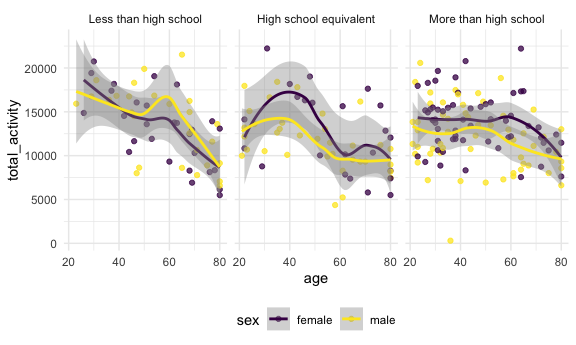 Less than high school High school equivalent More than high school
20000
15000
10000
5000
0
total_activity
20 40 60 80 20 40 60 80 20 40 60 80
age
sex female male